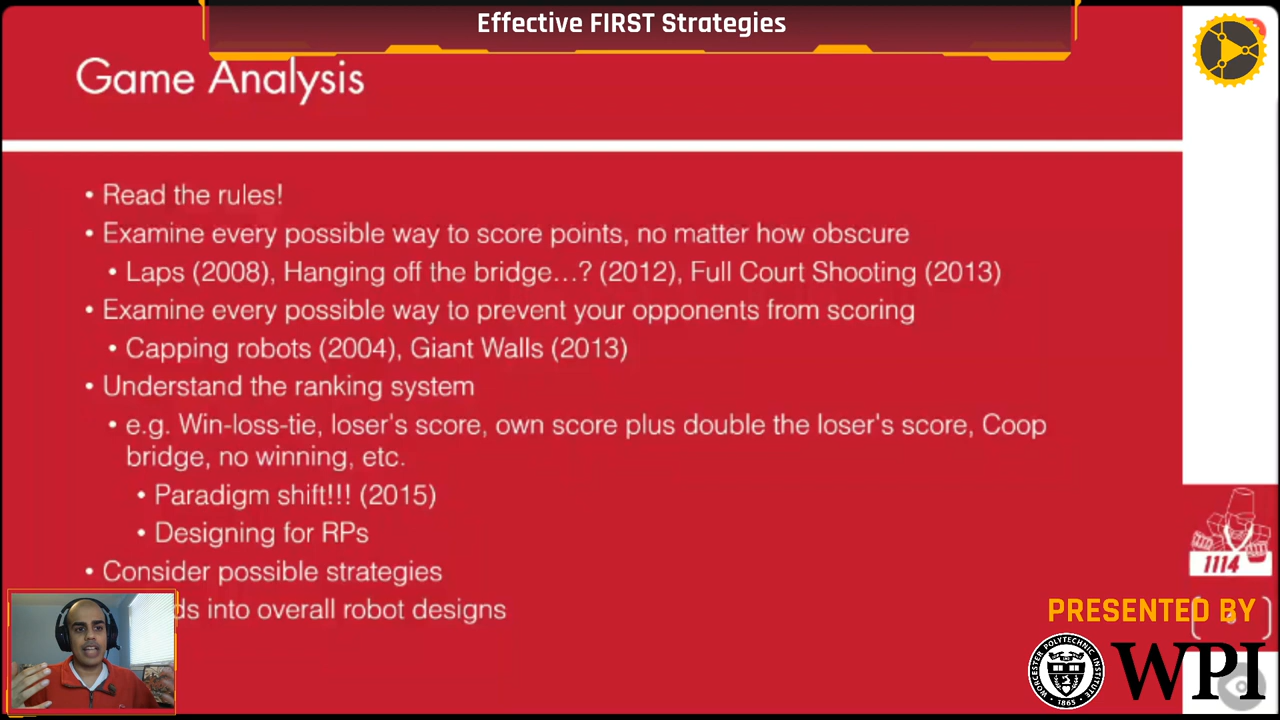 Effective FIRST Strategies
Game Analysis
• Read the rules!
• Examine every possible way to score points, no matter how obscure
• Laps (2008), Hanging off the bridge...? (2012), Full Court Shooting (2013)
• Examine every possible way to prevent your opponents from scoring
• Capping robots (2004), Giant Walls (2013)
• Understand the ranking system
• e.g. Win-loss-tie, loser's score, own score plus double the loser's score, Coop
bridge, no winning, etc.
• Paradigm shift!!! (2015)
• Designing for RPs
• Consider possible strategies
into overall robot designs
1114
PRESENTED BY
WORCESTER POLYTECHNIC INSTITUTE
1865
WPI